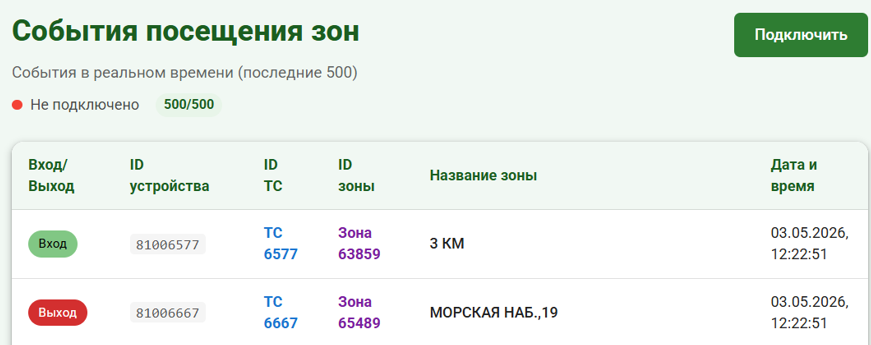 События посещения зон
Подключить
События в реальном времени (последние 500)
Не подключено 500/500
Вход/ Выход
ID устройства
ID ТС
ID зоны
Название зоны
Дата и время
Вход
81006577
ТС 6577
Зона 63859
3 КМ
03.05.2026, 12:22:51
Выход
81006667
ТС 6667
Зона 65489
МОРСКАЯ НАБ.,19
03.05.2026, 12:22:51